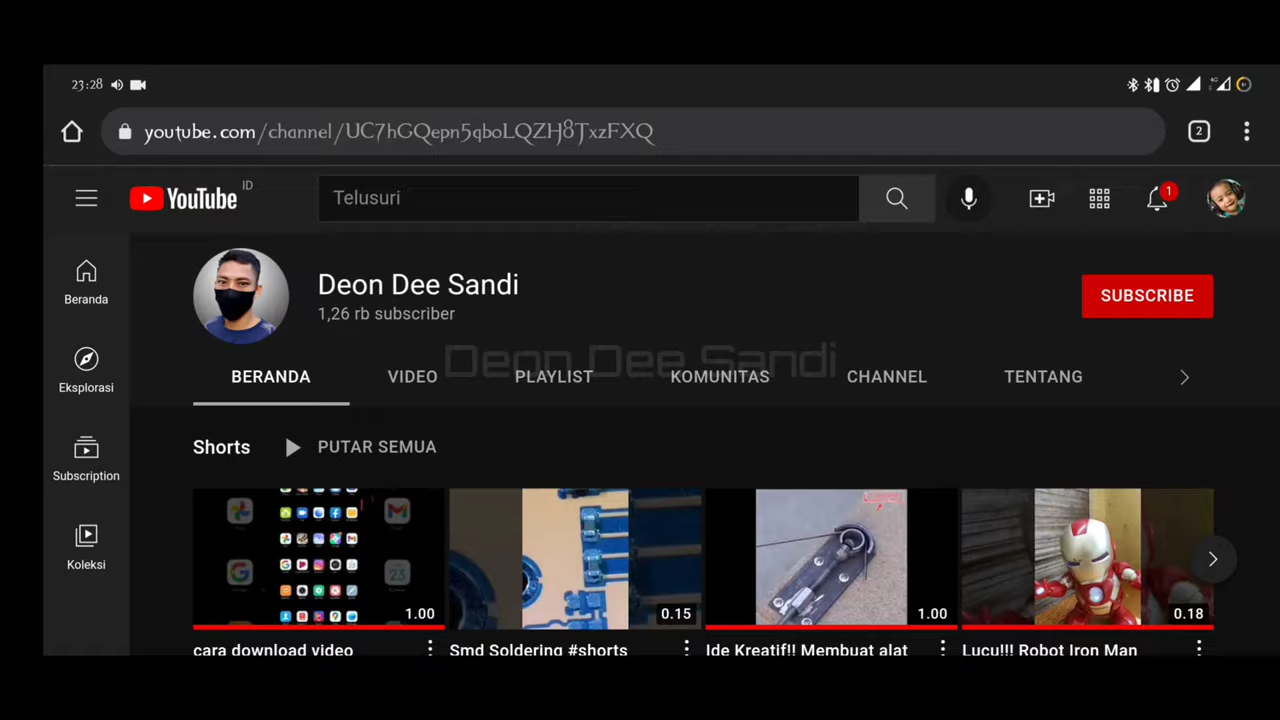 23:28
youtube.com/channel/UC7hGQepn5qboLQZH8TxzFXQ
2
YouTube ID
Telusuri
1
Beranda
Eksplorasi
Subscription
Koleksi
Deon Dee Sandi
1,26 rb subscriber
SUBSCRIBE
Deon Dee Sandi
BERANDA VIDEO PLAYLIST KOMUNITAS CHANNEL TENTANG
Shorts PUTAR SEMUA
23
1.00 0.15 1.00 0.18
cara download video
Smd Soldering #shorts
Ide Kreatif!! Membuat alat
Lucu!!! Robot Iron Man